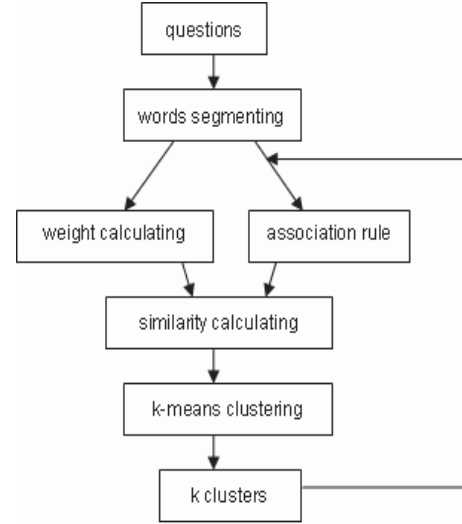 questions
words segmenting
weight calculating
association rule
similarity calculating
k-means clustering
k clusters